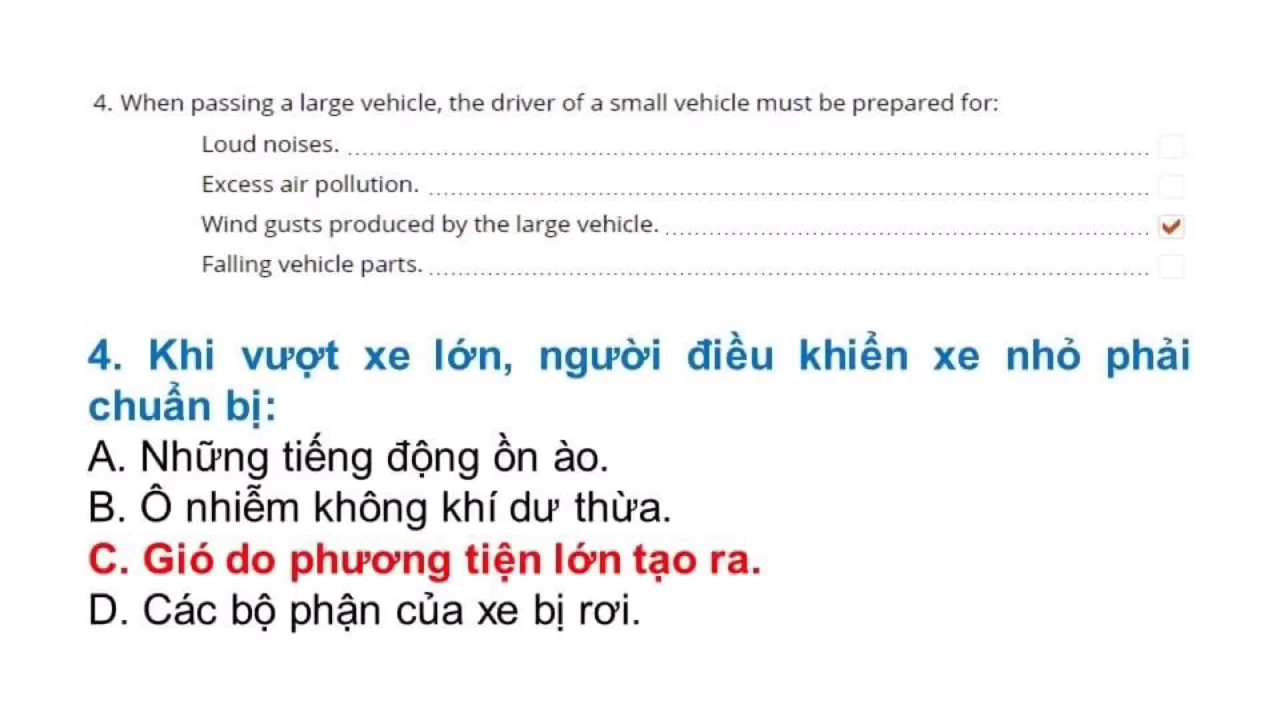 4. When passing a large vehicle, the driver of a small vehicle must be prepared for:
Loud noises.
Excess air pollution.
Wind gusts produced by the large vehicle.
Falling vehicle parts.
4. Khi vượt xe lớn, người điều khiển xe nhỏ phải
chuẩn bị:
A. Những tiếng động ồn ào.
B. Ô nhiễm không khí dư thừa.
C. Gió do phương tiện lớn tạo ra.
D. Các bộ phận của xe bị rơi.